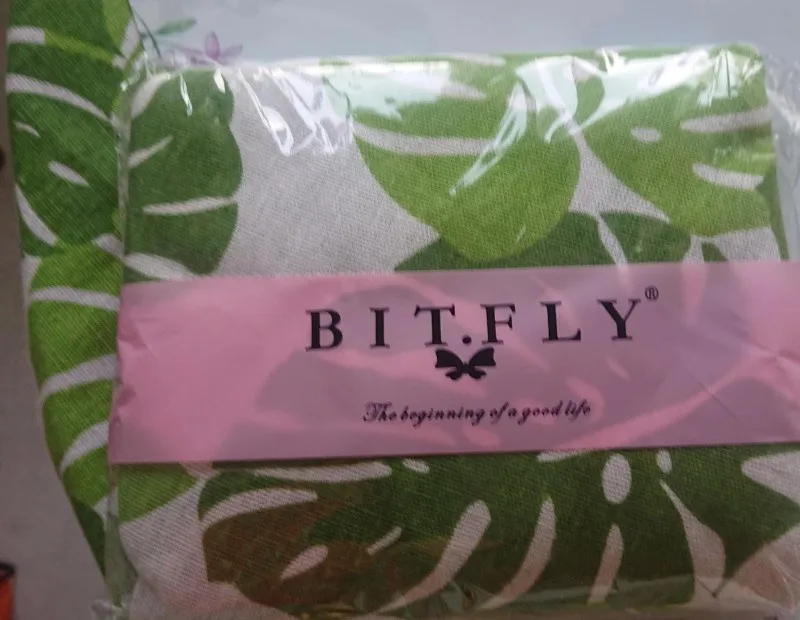 BIT.FLY®
The beginning of a good life